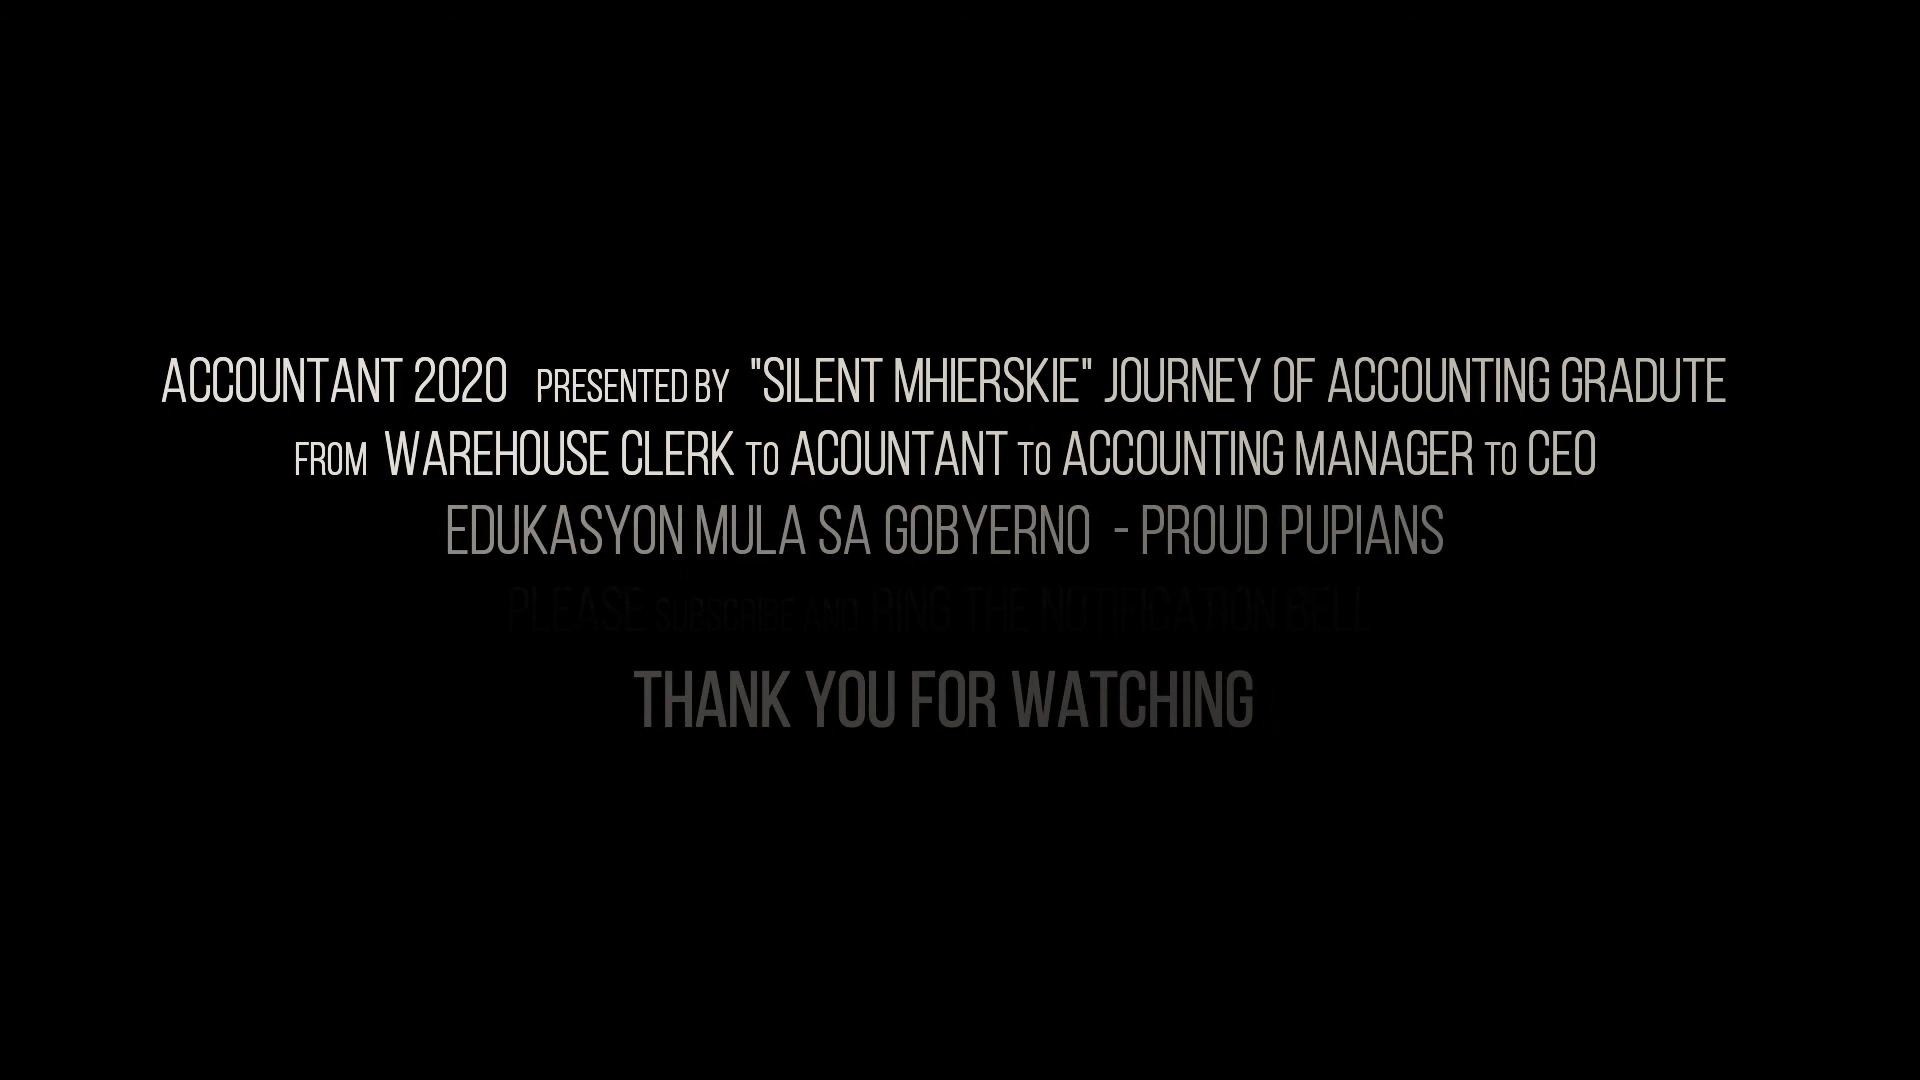 ACCOUNTANT 2020 PRESENTED BY "SILENT MHIERSKIE" JOURNEY OF ACCOUNTING GRADUTE
FROM WAREHOUSE CLERK TO ACOUNTANT TO ACCOUNTING MANAGER TO CEO
EDUKASYON MULA SA GOBYERNO - PROUD PUPIANS
PLEASE SUBSCRIBE AND RING THE NOTIFICATION BELL
THANK YOU FOR WATCHING